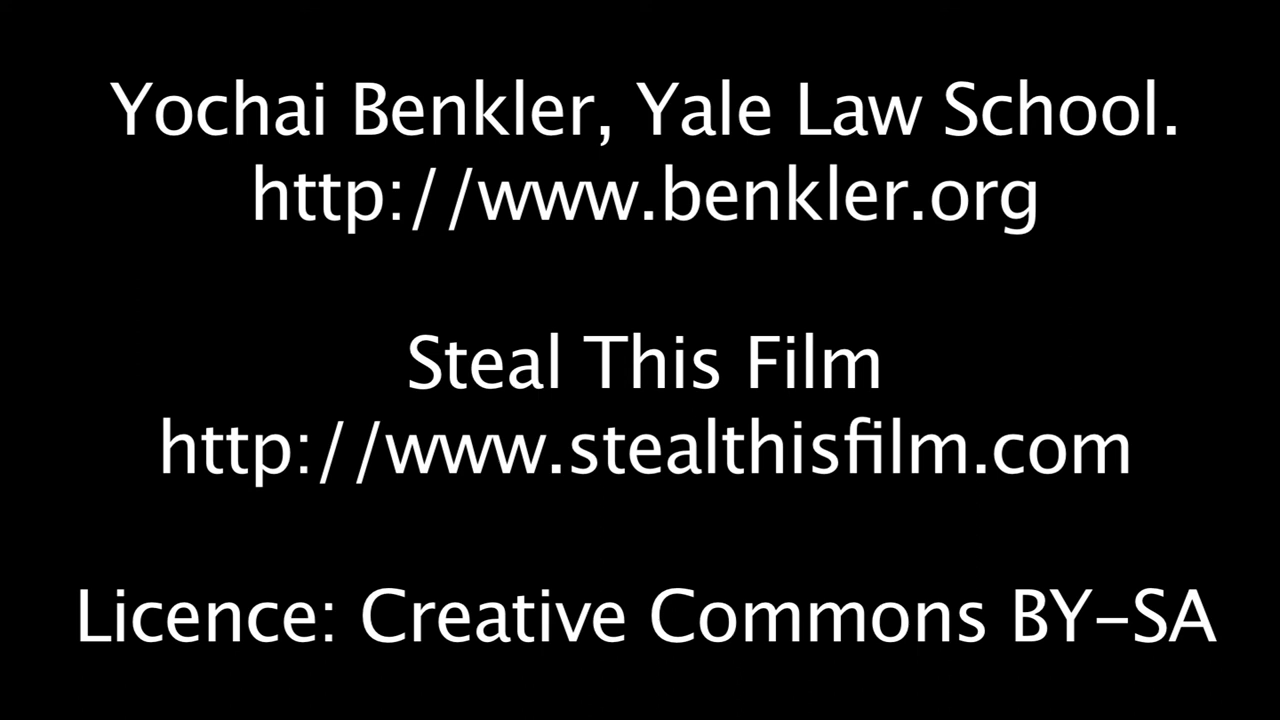 Yochai Benkler, Yale Law School.
http://www.benkler.org
Steal This Film
http://www.stealthisfilm.com
Licence: Creative Commons BY-SA